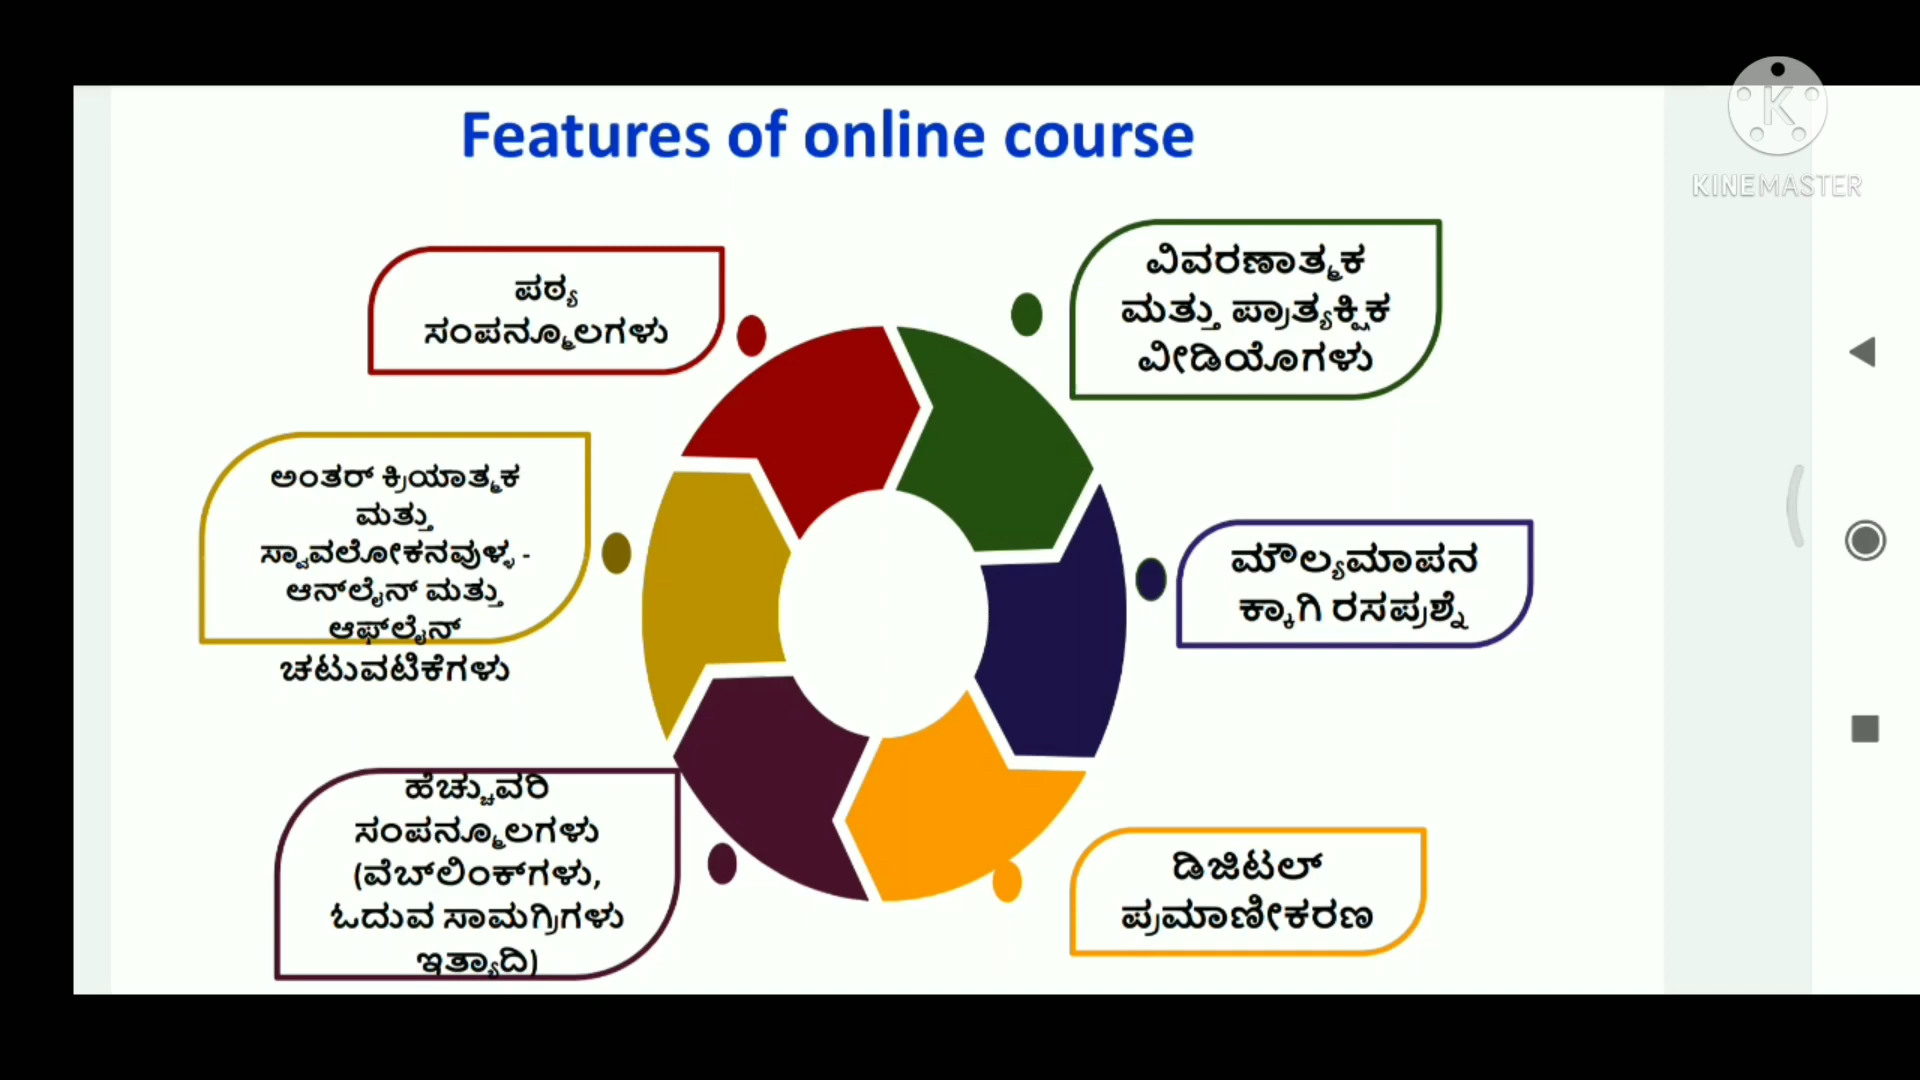 Features of online course
KINEMASTER
K
ಪಠ್ಯ
ಸಂಪನ್ಮೂಲಗಳು
ವಿವರಣಾತ್ಮಕ
ಮತ್ತು ಪ್ರಾತ್ಯಕ್ಷಿಕ
ವೀಡಿಯೊಗಳು
ಅಂತರ್ ಕ್ರಿಯಾತ್ಮಕ
ಮತ್ತು
ಸ್ವಾವಲೋಕನವುಳ್ಳ -
ಆನ್‌ಲೈನ್ ಮತ್ತು
ಆಫ್‌ಲೈನ್
ಚಟುವಟಿಕೆಗಳು
ಮೌಲ್ಯಮಾಪನ
ಕ್ಕಾಗಿ ರಸಪ್ರಶ್ನೆ
ಹೆಚ್ಚುವರಿ
ಸಂಪನ್ಮೂಲಗಳು
(ವೆಬ್‌ಲಿಂಕ್‌ಗಳು,
ಓದುವ ಸಾಮಗ್ರಿಗಳು
ಇತ್ಯಾದಿ)
ಡಿಜಿಟಲ್
ಪ್ರಮಾಣೀಕರಣ